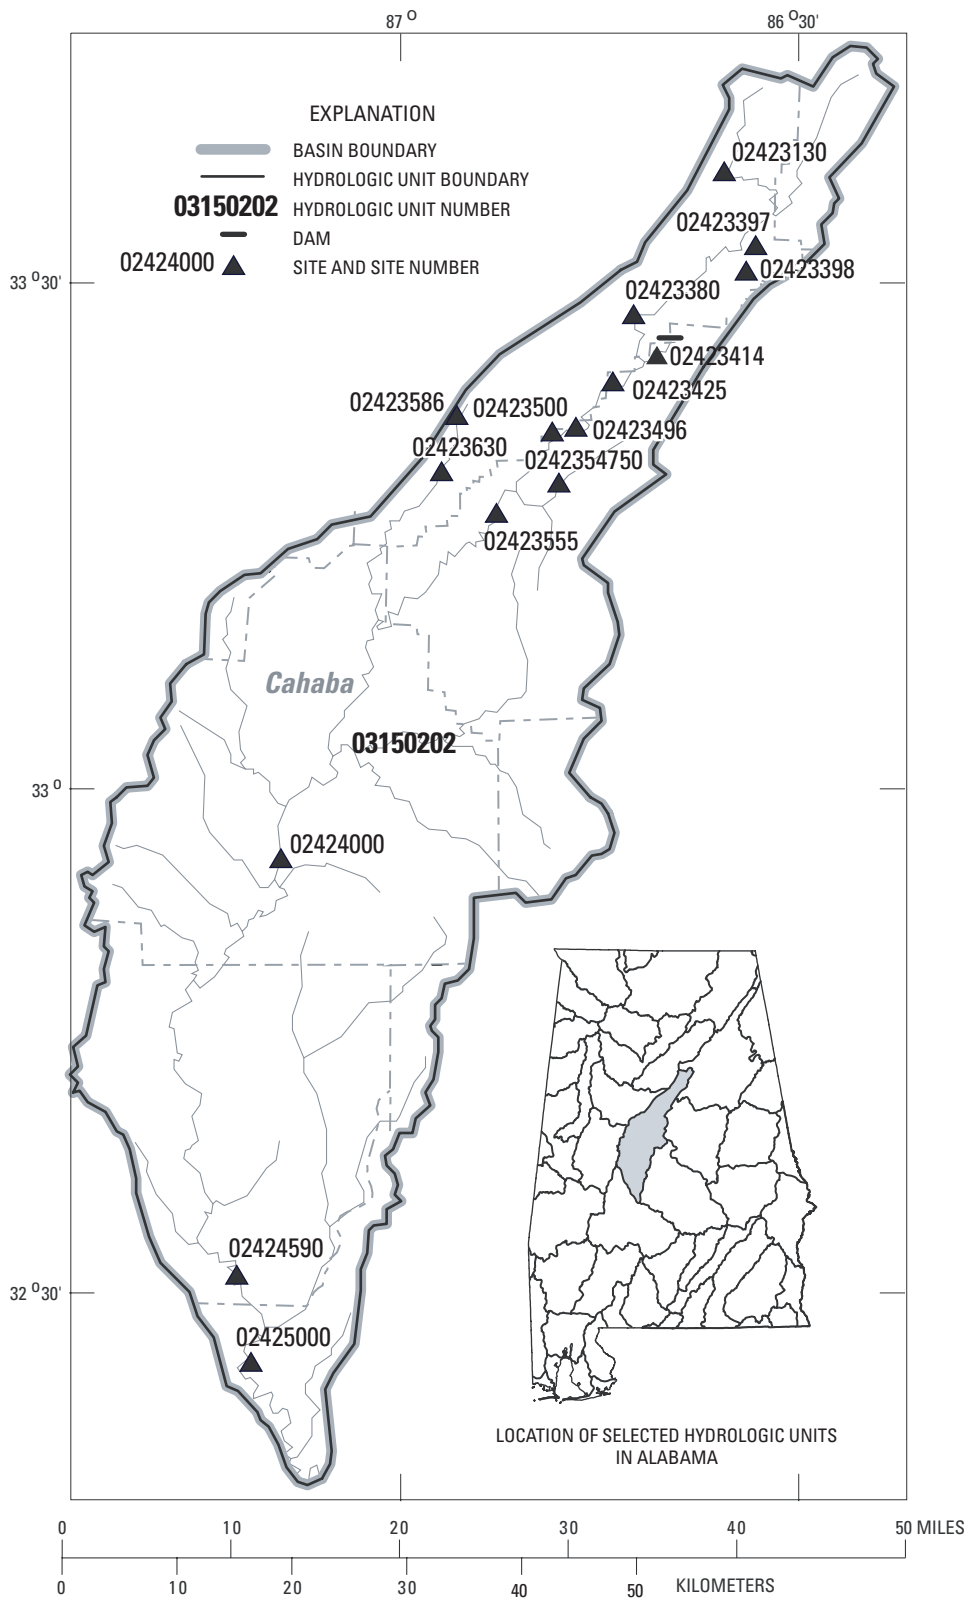 87 O
86 O 30'
EXPLANATION
BASIN BOUNDARY
HYDROLOGIC UNIT BOUNDARY
03150202 HYDROLOGIC UNIT NUMBER
DAM
02424000 SITE AND SITE NUMBER
02423130
02423397
02423398
33 O 30'
02423380
02423414
02423425
02423586
02423500
02423496
02423630
0242354750
02423555
Cahaba
03150202
33 O
02424000
02424590
32 O 30'
02425000
LOCATION OF SELECTED HYDROLOGIC UNITS
IN ALABAMA
0 10 20 30 40 50 MILES
0 10 20 30 40 50 KILOMETERS